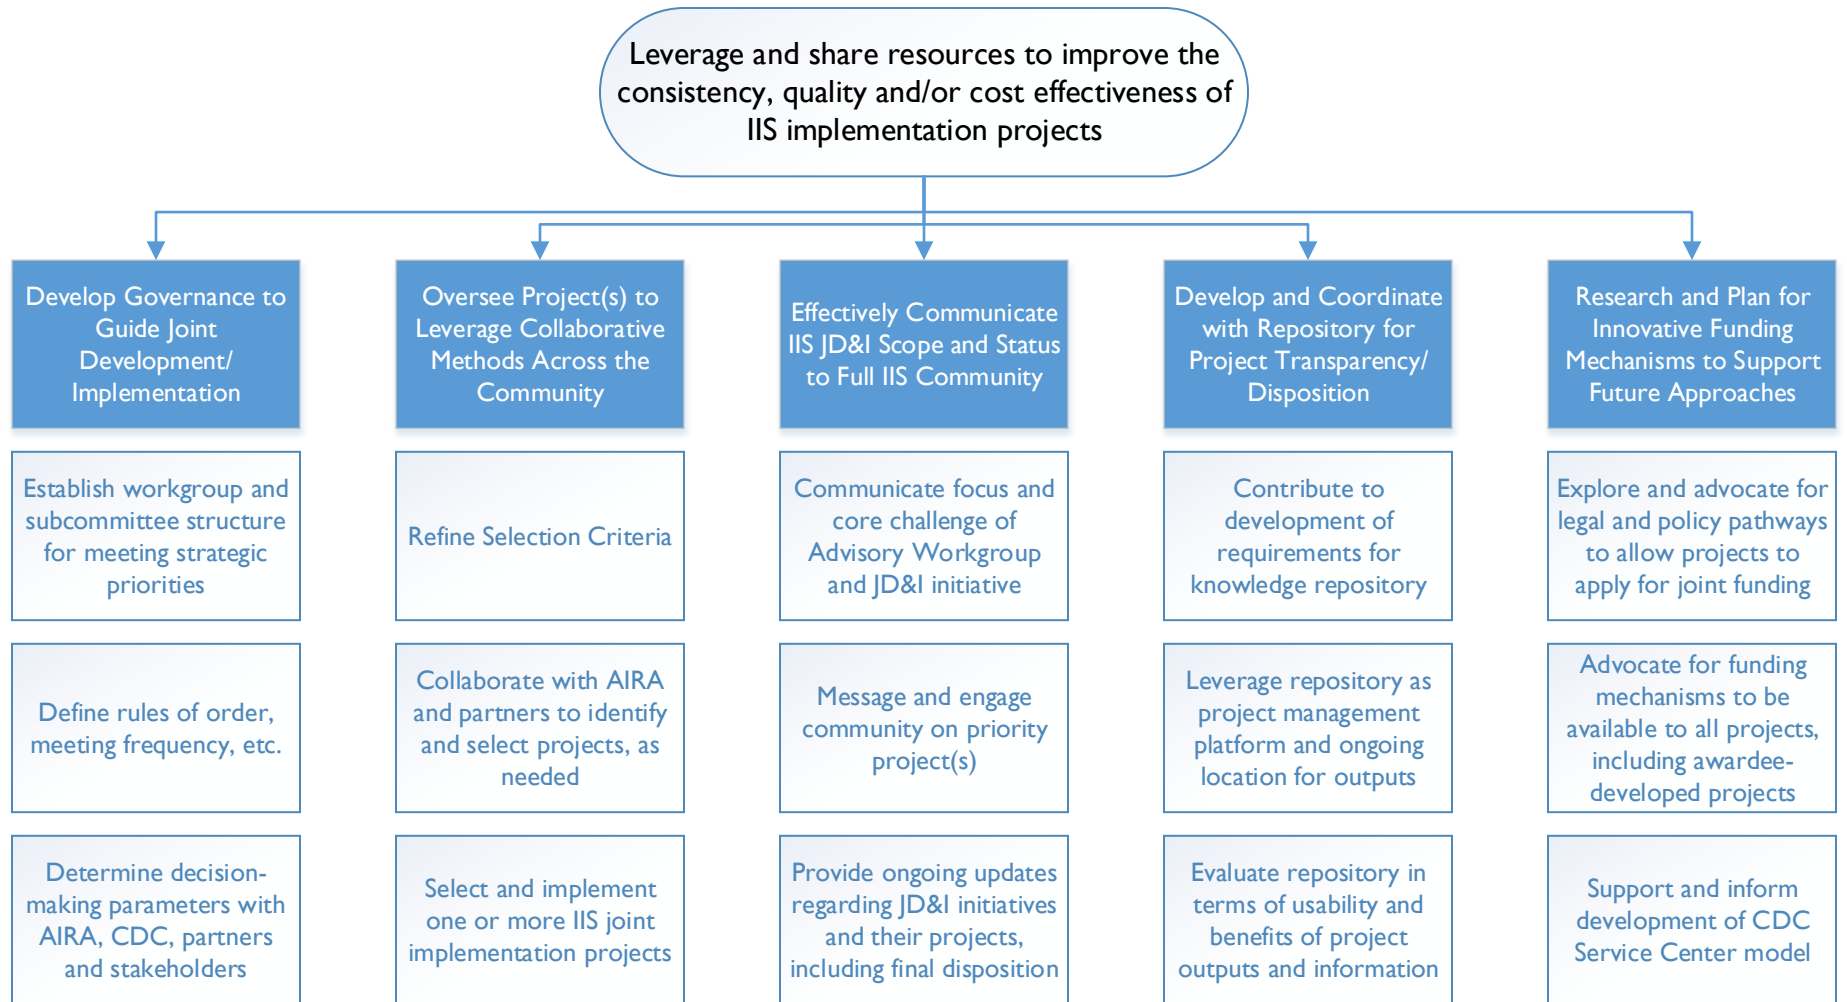 Leverage and share resources to improve the
consistency, quality and/or cost effectiveness of
IIS implementation projects
Develop Governance to
Guide Joint
Development/
Implementation
Oversee Project(s) to
Leverage Collaborative
Methods Across the
Community
Effectively Communicate
IIS JD&I Scope and Status
to Full IIS Community
Develop and Coordinate
with Repository for
Project Transparency/
Disposition
Research and Plan for
Innovative Funding
Mechanisms to Support
Future Approaches
Establish workgroup and
subcommittee structure
for meeting strategic
priorities
Refine Selection Criteria
Communicate focus and
core challenge of
Advisory Workgroup
and JD&I initiative
Contribute to
development of
requirements for
knowledge repository
Explore and advocate for
legal and policy pathways
to allow projects to
apply for joint funding
Define rules of order,
meeting frequency, etc.
Collaborate with AIRA
and partners to identify
and select projects, as
needed
Message and engage
community on priority
project(s)
Leverage repository as
project management
platform and ongoing
location for outputs
Advocate for funding
mechanisms to be
available to all projects,
including awardee-
developed projects
Determine decision-
making parameters with
AIRA, CDC, partners
and stakeholders
Select and implement
one or more IIS joint
implementation projects
Provide ongoing updates
regarding JD&I initiatives
and their projects,
including final disposition
Evaluate repository in
terms of usability and
benefits of project
outputs and information
Support and inform
development of CDC
Service Center model